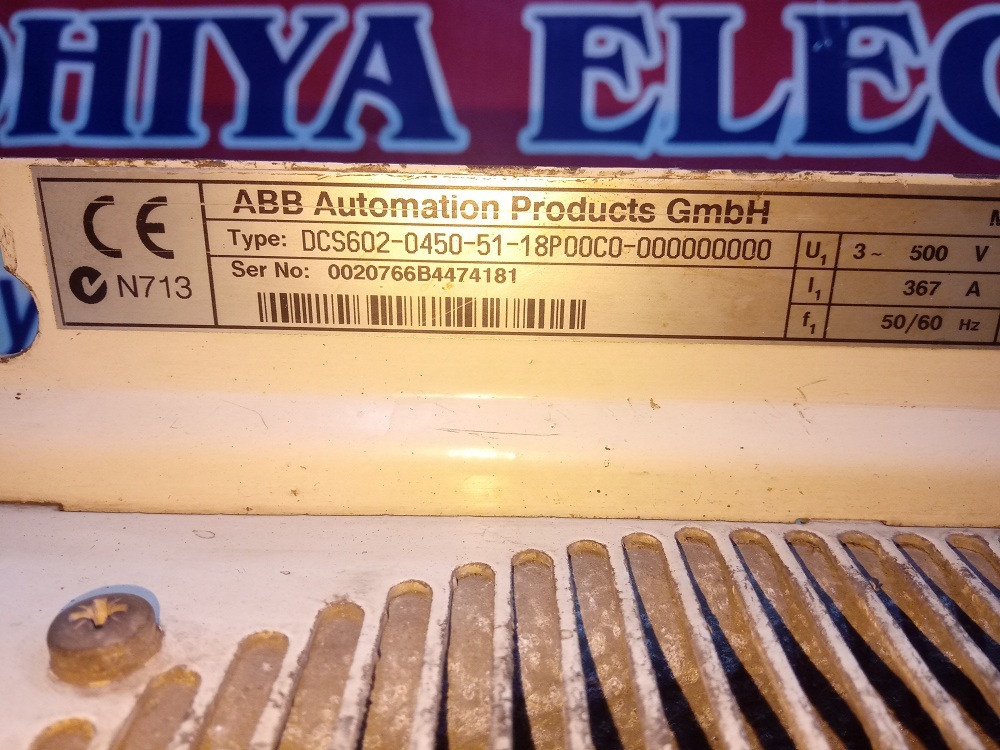 HIYA ELEC
CE
N713
ABB Automation Products GmbH
Type: DCS602-0450-51-18P00C0-000000000
Ser No: 0020766B4474181
U1 3~ 500 V
I1 367 A
f1 50/60 Hz